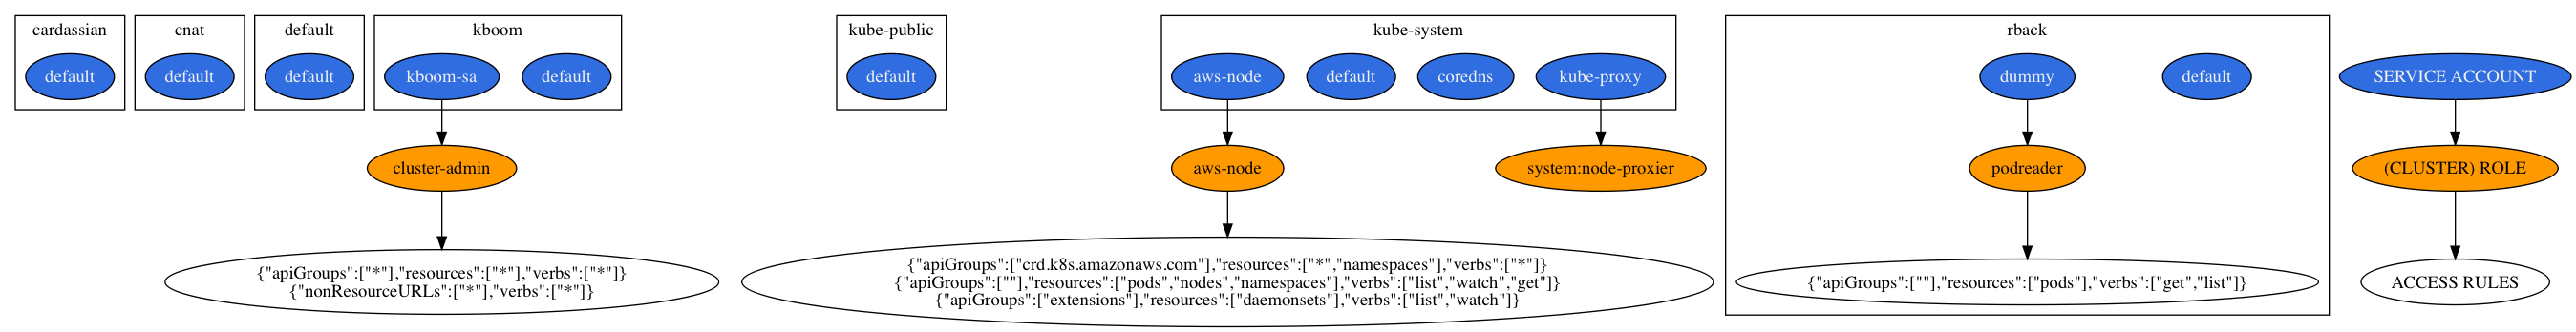 cardassian
default
cnat
default
default
default
kboom
kboom-sa
default
cluster-admin
{"apiGroups":["*"],"resources":["*"],"verbs":["*"]}
{"nonResourceURLs":["*"],"verbs":["*"]}
kube-public
default
kube-system
aws-node
default
coredns
kube-proxy
aws-node
system:node-proxier
{"apiGroups":["crd.k8s.amazonaws.com"],"resources":["*","namespaces"],"verbs":["*"]}
{"apiGroups":[""],"resources":["pods","nodes","namespaces"],"verbs":["list","watch","get"]}
{"apiGroups":["extensions"],"resources":["daemonsets"],"verbs":["list","watch"]}
rback
dummy
default
podreader
{"apiGroups":[""],"resources":["pods"],"verbs":["get","list"]}
SERVICE ACCOUNT
(CLUSTER) ROLE
ACCESS RULES